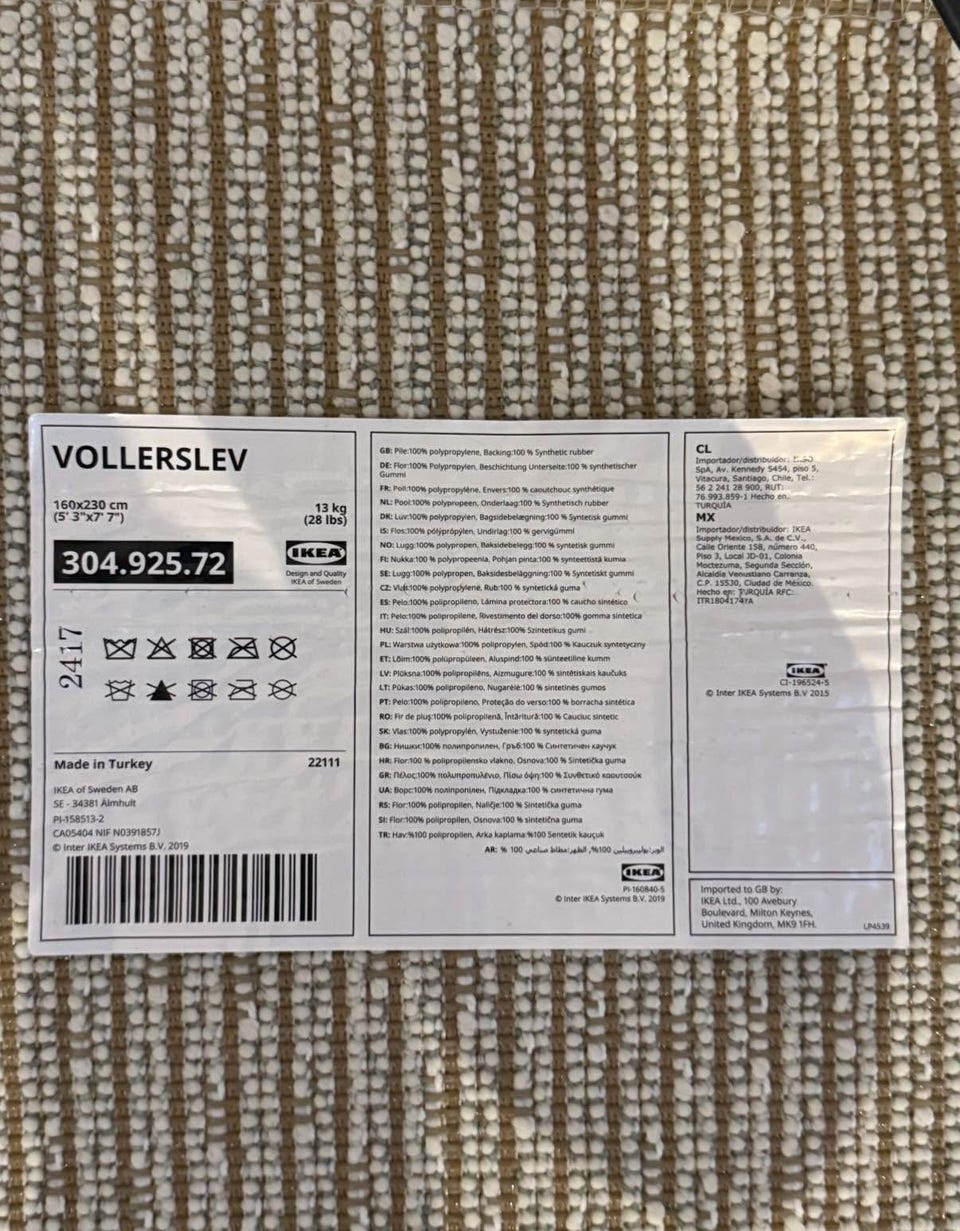 VOLLERSLEV
160x230 cm
(5' 3"x7' 7")
13 kg
(28 lbs)
304.925.72
IKEA
Design and Quality
IKEA of Sweden
2417
Made in Turkey
22111
IKEA of Sweden AB
SE - 34381 Älmhult
PI-158513-2
CA05404 NIF N0391857J
© Inter IKEA Systems B.V. 2019
GB: Pile:100% polypropylene, Backing:100 % Synthetic rubber
DE: Flor:100% Polypropylen, Beschichtung Unterseite:100 % synthetischer
Gummi
FR: Poil:100% polypropylène, Envers:100 % caoutchouc synthétique
NL: Pool:100% polypropeen, Onderlaag:100 % Synthetisch rubber
DK: Luv:100% polypropylen, Bagsidebelægning:100 % Syntetisk gummi
IS: Flos:100% pólýprópýlen, Undirlag:100 % gervigúmmí
NO: Lugg:100% polypropen, Baksidebelegg:100 % syntetisk gummi
FI: Nukka:100 % polypropeenia, Pohjan pinta:100 % synteettistä kumia
SE: Lugg:100% polypropen, Baksidesbeläggning:100 % Syntetiskt gummi
CZ: 100% polypropylene, Rub:100 % syntetická guma
ES: Pelo:100% polipropileno, Lámina protectora:100 % caucho sintético
IT: Pelo:100% polipropilene, Rivestimento del dorso:100% gomma sintetica
HU: Szál:100% polipropilén, Hátrész:100% Szintetikus gumi
PL: Warstwa użytkowa:100% polipropylen, Spód:100 % Kauczuk syntetyczny
ET: Lõim:100% polüpropüleen, Aluspind:100 % sünteetiline kumm
LV: Plūksna:100% polipropilēns, Aizmugure:100 % sintētiskais kaučuks
LT: Pūkas:100% polipropileno, Nugarėlė:100 % sintetinės gumos
PT: Pelo:100% polipropileno, Proteção do verso:100 % borracha sintética
RO: Fir de pluş:100% polipropilenă, Întăritură:100 % Cauciuc sintetic
SK: Vlas:100% polypropylén, Vystuženie:100 % syntetická guma
BG: Нишки:100% полипропилен, Гръб:100 % Синтетичен каучук
HR: Flor:100 % polipropilensko vlakno, Osnova:100 % Sintetička guma
GR: Πέλος:100% πολυπροπυλένιο, Πίσω όψη:100 % Συνθετικό καουτσούκ
UA: Ворс:100% поліпропілен, Підкладка:100 % синтетична гума
RS: Flor:100% polipropilen, Naličje:100 % Sintetička guma
SI: Flor:100% polipropilen, Osnova:100 % sintetična guma
TR: Hav:%100 polipropilen, Arka kaplama:%100 Sentetik kauçuk
AR: الوبر:بوليبروبيلين 100%, الظهر:مطاط صناعي 100 %
IKEA
PI-160840-5
© Inter IKEA Systems B.V. 2019
CL
Importador/distribuidor:
SpA, Av. Kennedy 5454, piso 5,
Vitacura, Santiago, Chile, Tel.:
56 2 241 28 900, RUT:
76.993.859-1 Hecho en:
TURQUÍA
MX
Importador/distribuidor: IKEA
Supply Mexico, S.A. de C.V.,
Calle Oriente 158, número 440,
Piso 3, Local JD-01, Colonia
Moctezuma, Segunda Sección,
Alcaldía Venustiano Carranza,
C.P. 15530, Ciudad de México.
Hecho en: TURQUÍA RFC:
ITR1804174YA
IKEA
CI-196524-5
© Inter IKEA Systems B.V 2015
Imported to GB by:
IKEA Ltd., 100 Avebury
Boulevard, Milton Keynes,
United Kingdom, MK9 1FH.
LP4539